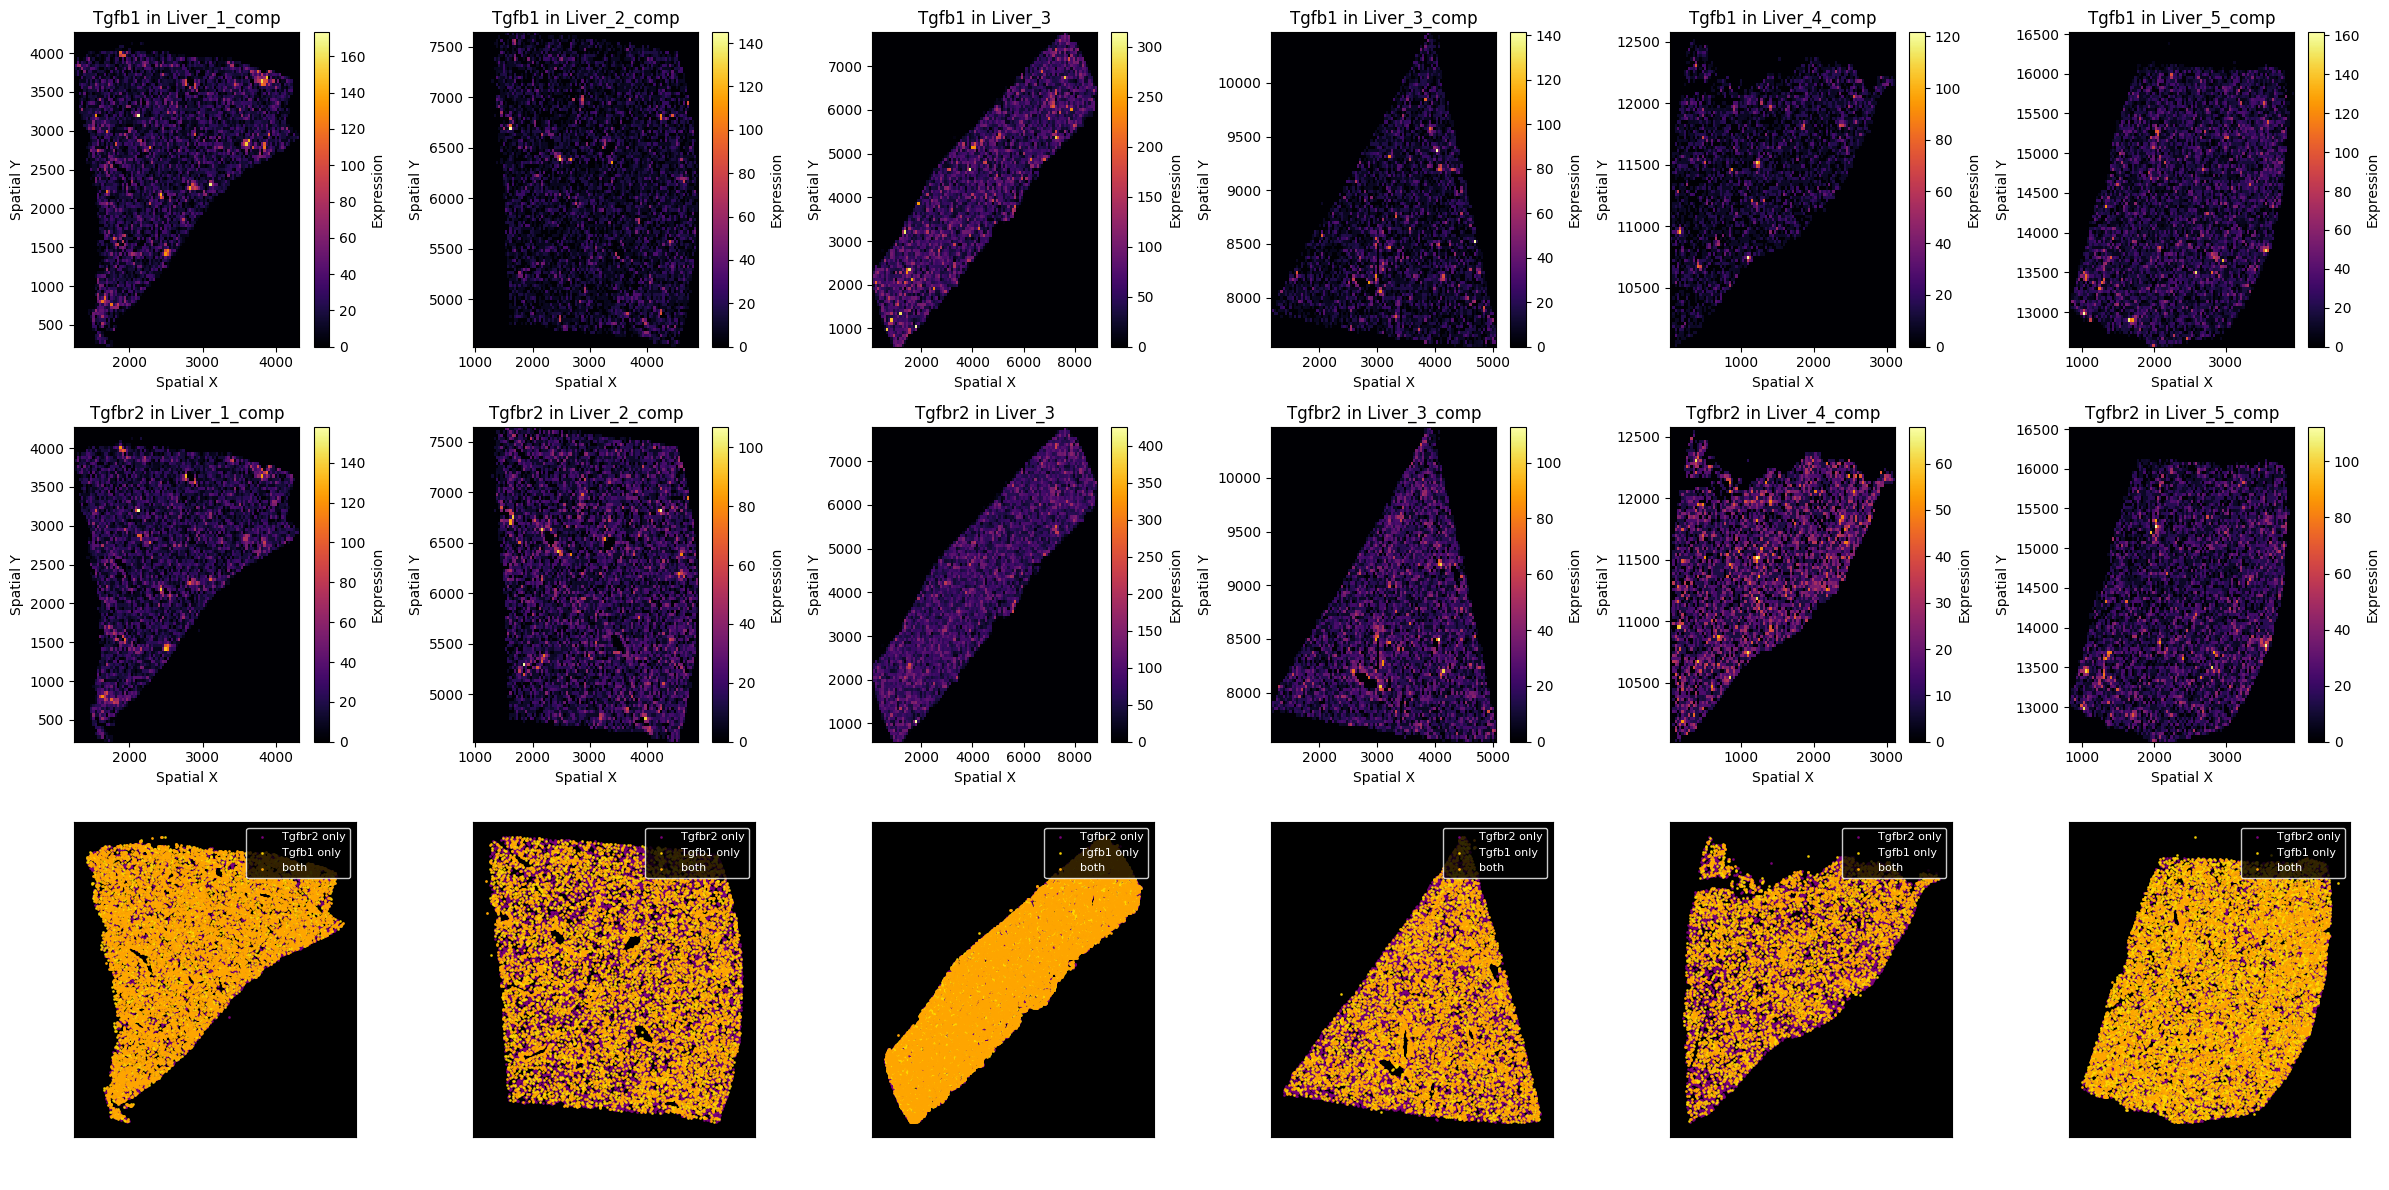 Tgfb1 in Liver_1_comp
4000
3500
3000
2500
2000
1500
1000
500
Spatial Y
2000 3000 4000
Spatial X
160
140
120
100
80
60
40
20
0
Expression
Tgfb1 in Liver_2_comp
7500
7000
6500
6000
5500
5000
Spatial Y
1000 2000 3000 4000
Spatial X
140
120
100
80
60
40
20
0
Expression
Tgfb1 in Liver_3
7000
6000
5000
4000
3000
2000
1000
Spatial Y
2000 4000 6000 8000
Spatial X
300
250
200
150
100
50
0
Expression
Tgfb1 in Liver_3_comp
10000
9500
9000
8500
8000
Spatial Y
2000 3000 4000 5000
Spatial X
140
120
100
80
60
40
20
0
Expression
Tgfb1 in Liver_4_comp
12500
12000
11500
11000
10500
Spatial Y
1000 2000 3000
Spatial X
120
100
80
60
40
20
0
Expression
Tgfb1 in Liver_5_comp
16500
16000
15500
15000
14500
14000
13500
13000
Spatial Y
1000 2000 3000
Spatial X
160
140
120
100
80
60
40
20
0
Expression
Tgfbr2 in Liver_1_comp
4000
3500
3000
2500
2000
1500
1000
500
Spatial Y
2000 3000 4000
Spatial X
140
120
100
80
60
40
20
0
Expression
Tgfbr2 in Liver_2_comp
7500
7000
6500
6000
5500
5000
Spatial Y
1000 2000 3000 4000
Spatial X
100
80
60
40
20
0
Expression
Tgfbr2 in Liver_3
7000
6000
5000
4000
3000
2000
1000
Spatial Y
2000 4000 6000 8000
Spatial X
400
350
300
250
200
150
100
50
0
Expression
Tgfbr2 in Liver_3_comp
10000
9500
9000
8500
8000
Spatial Y
2000 3000 4000 5000
Spatial X
100
80
60
40
20
0
Expression
Tgfbr2 in Liver_4_comp
12500
12000
11500
11000
10500
Spatial Y
1000 2000 3000
Spatial X
60
50
40
30
20
10
0
Expression
Tgfbr2 in Liver_5_comp
16500
16000
15500
15000
14500
14000
13500
13000
Spatial Y
1000 2000 3000
Spatial X
100
80
60
40
20
0
Expression
Tgfbr2 only
Tgfb1 only
both
Tgfbr2 only
Tgfb1 only
both
Tgfbr2 only
Tgfb1 only
both
Tgfbr2 only
Tgfb1 only
both
Tgfbr2 only
Tgfb1 only
both
Tgfbr2 only
Tgfb1 only
both